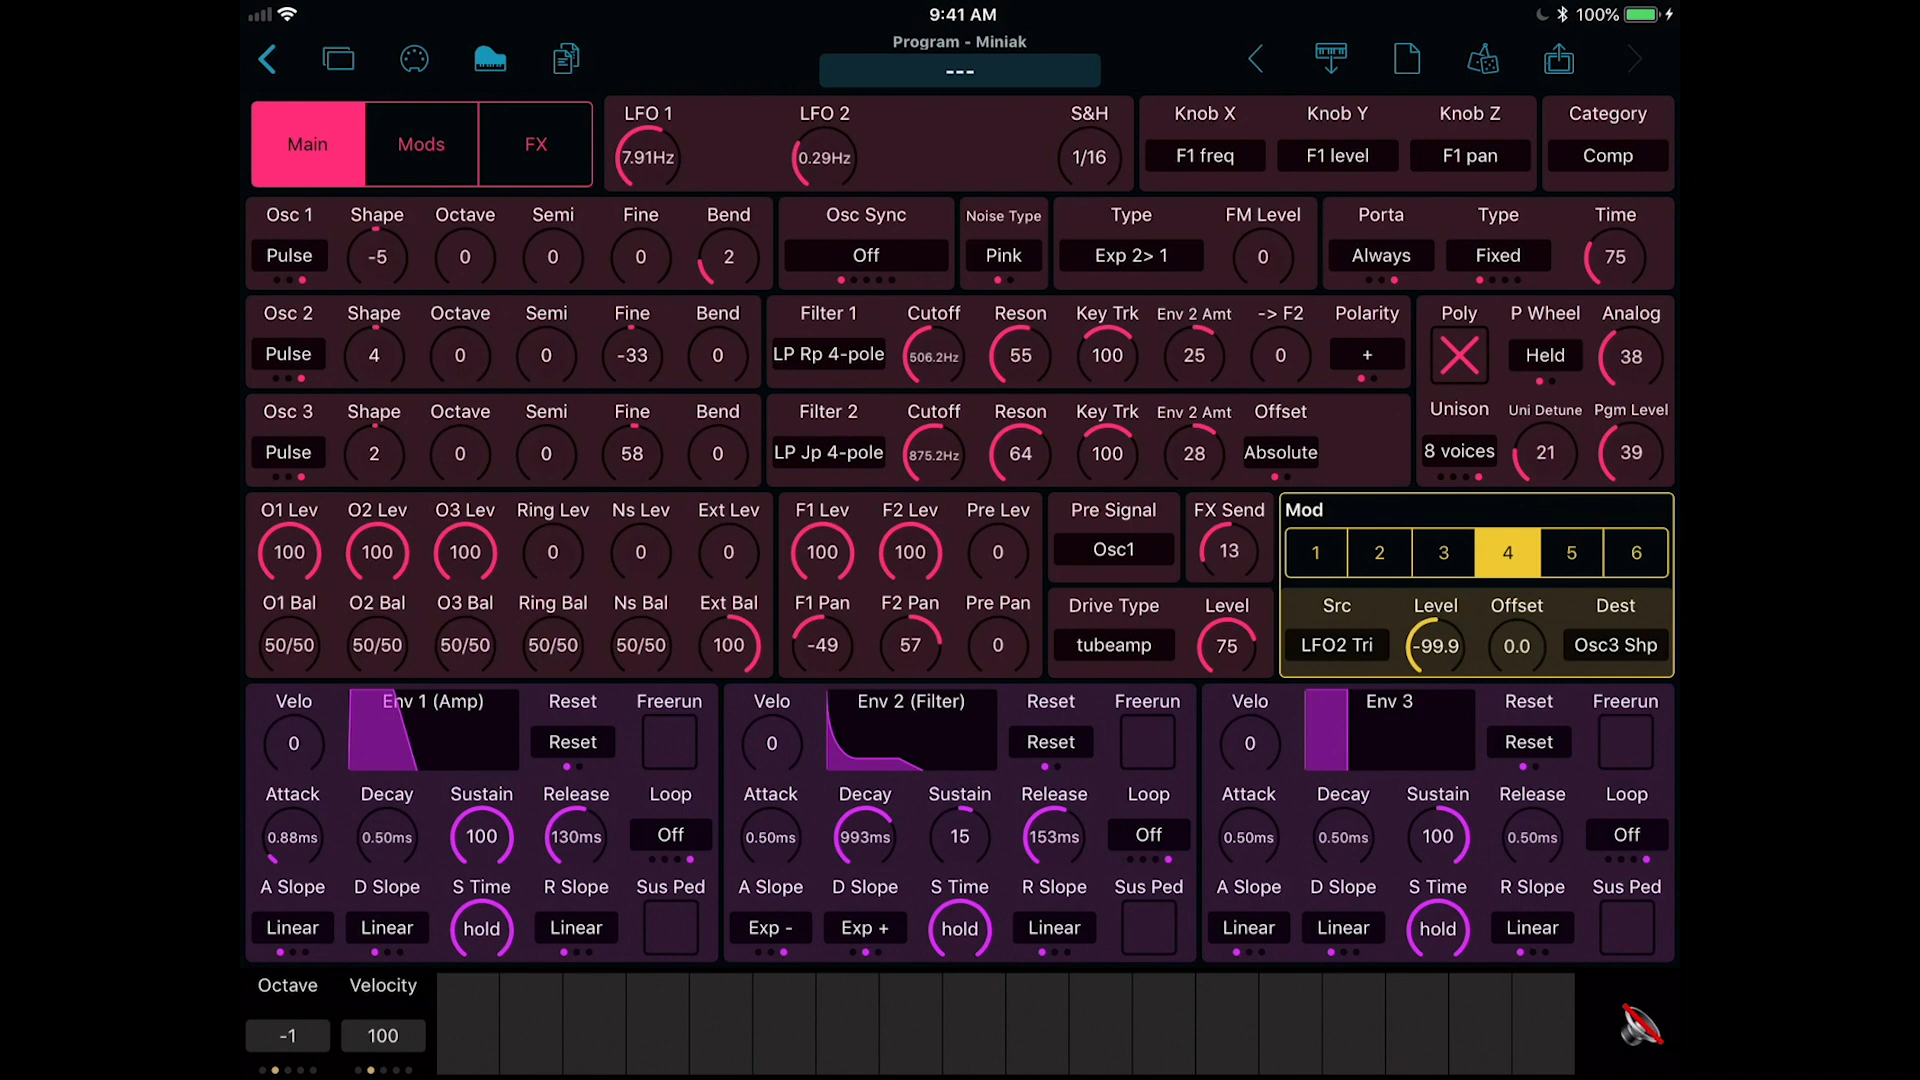 9:41 AM
100%
Program - Miniak
---
Main Mods FX
LFO 1 LFO 2 S&H
7.91Hz 0.29Hz 1/16
Knob X Knob Y Knob Z
F1 freq F1 level F1 pan
Category
Comp
Osc 1 Shape Octave Semi Fine Bend
Pulse -5 0 0 0 2
Osc Sync
Off
Noise Type
Pink
Type FM Level
Exp 2> 1 0
Porta Type Time
Always Fixed 75
Osc 2 Shape Octave Semi Fine Bend
Pulse 4 0 0 -33 0
Filter 1 Cutoff Reson Key Trk Env 2 Amt -> F2 Polarity
LP Rp 4-pole 506.2Hz 55 100 25 0 +
Poly P Wheel Analog
Held 38
Osc 3 Shape Octave Semi Fine Bend
Pulse 2 0 0 58 0
Filter 2 Cutoff Reson Key Trk Env 2 Amt Offset
LP Jp 4-pole 875.2Hz 64 100 28 Absolute
Unison Uni Detune Pgm Level
8 voices 21 39
O1 Lev O2 Lev O3 Lev Ring Lev Ns Lev Ext Lev
100 100 100 0 0 0
O1 Bal O2 Bal O3 Bal Ring Bal Ns Bal Ext Bal
50/50 50/50 50/50 50/50 50/50 100
F1 Lev F2 Lev Pre Lev
100 100 0
F1 Pan F2 Pan Pre Pan
-49 57 0
Pre Signal
Osc1
FX Send
13
Drive Type Level
tubeamp 75
Mod
1 2 3 4 5 6
Src Level Offset Dest
LFO2 Tri -99.9 0.0 Osc3 Shp
Velo Env 1 (Amp) Reset Freerun
0 Reset
Attack Decay Sustain Release Loop
0.88ms 0.50ms 100 130ms Off
A Slope D Slope S Time R Slope Sus Ped
Linear Linear hold Linear
Velo Env 2 (Filter) Reset Freerun
0 Reset
Attack Decay Sustain Release Loop
0.50ms 993ms 15 153ms Off
A Slope D Slope S Time R Slope Sus Ped
Exp - Exp + hold Linear
Velo Env 3 Reset Freerun
0 Reset
Attack Decay Sustain Release Loop
0.50ms 0.50ms 100 0.50ms Off
A Slope D Slope S Time R Slope Sus Ped
Linear Linear hold Linear
Octave Velocity
-1 100